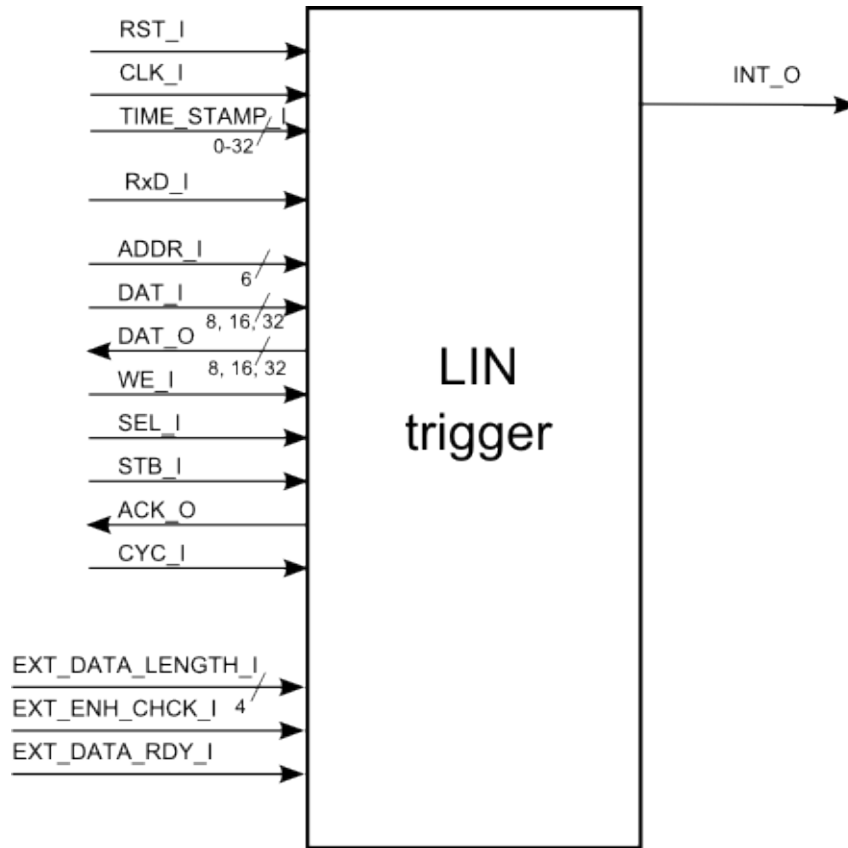 RST_I
INT_O
CLK_I
TIME_STAMP_I
0-32
RxD_I
ADDR_I
6
DAT_I
8, 16, 32
DAT_O
8, 16, 32
WE_I
SEL_I
STB_I
ACK_O
CYC_I
LIN
trigger
EXT_DATA_LENGTH_I
4
EXT_ENH_CHCK_I
EXT_DATA_RDY_I